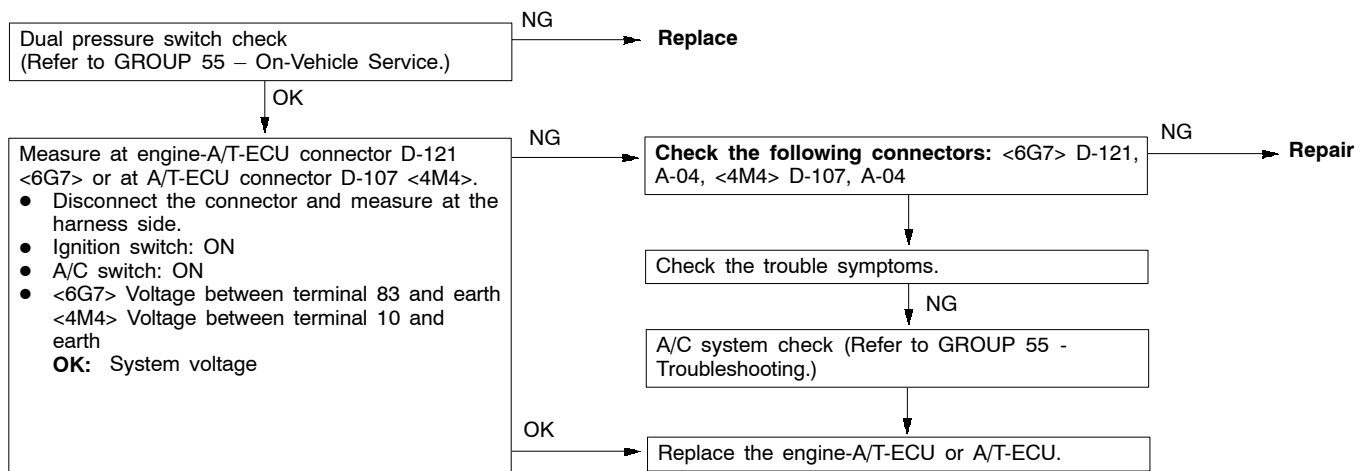 Dual pressure switch check
(Refer to GROUP 55 – On-Vehicle Service.)
NG
Replace
OK
Measure at engine-A/T-ECU connector D-121
<6G7> or at A/T-ECU connector D-107 <4M4>.
● Disconnect the connector and measure at the
harness side.
● Ignition switch: ON
● A/C switch: ON
● <6G7> Voltage between terminal 83 and earth
<4M4> Voltage between terminal 10 and
earth
OK: System voltage
NG
Check the following connectors: <6G7> D-121,
A-04, <4M4> D-107, A-04
NG
Repair
Check the trouble symptoms.
NG
A/C system check (Refer to GROUP 55 -
Troubleshooting.)
OK
Replace the engine-A/T-ECU or A/T-ECU.